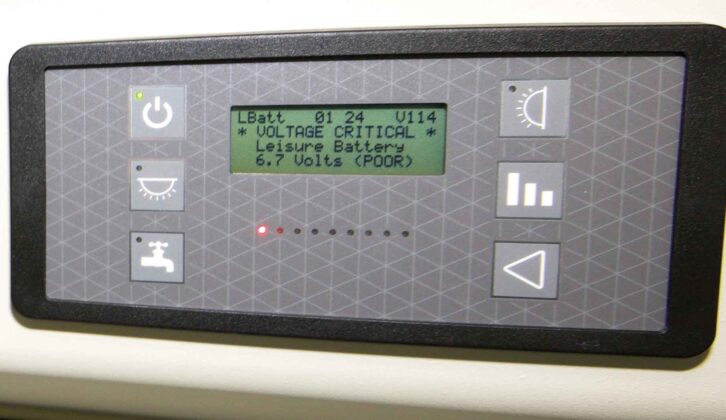 LBatt 01 24 V114
* VOLTAGE CRITICAL *
Leisure Battery
6.7 Volts (POOR)